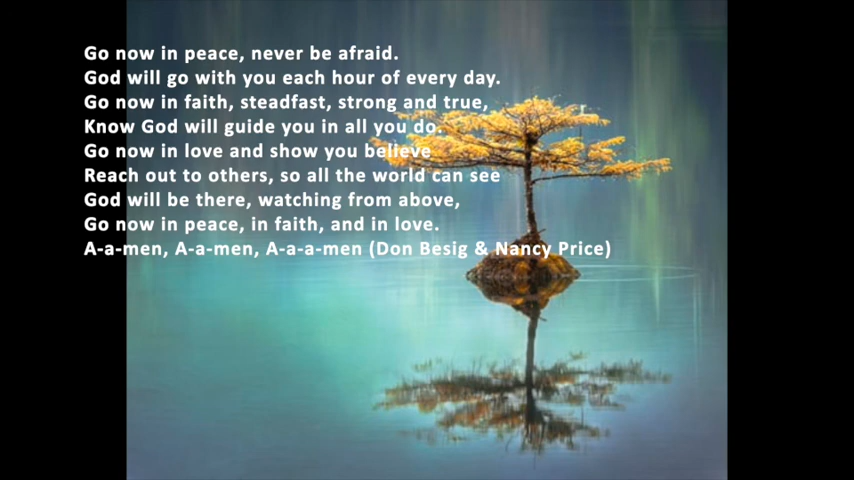 Go now in peace, never be afraid.
God will go with you each hour of every day.
Go now in faith, steadfast, strong and true,
Know God will guide you in all you do.
Go now in love and show you believe
Reach out to others, so all the world can see
God will be there, watching from above,
Go now in peace, in faith, and in love.
A-a-men, A-a-men, A-a-a-men (Don Besig & Nancy Price)